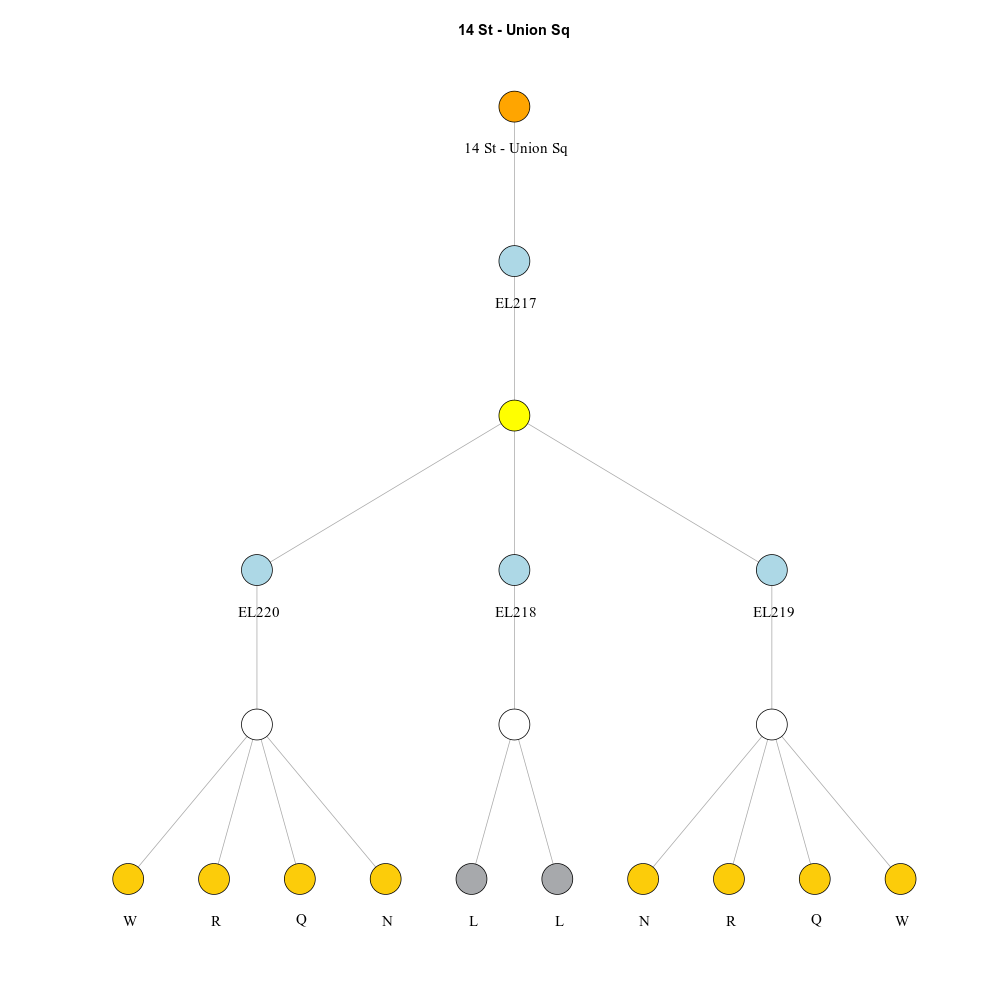 14 St - Union Sq
14 St - Union Sq
EL217
EL220 EL218 EL219
W R Q N L L N R Q W